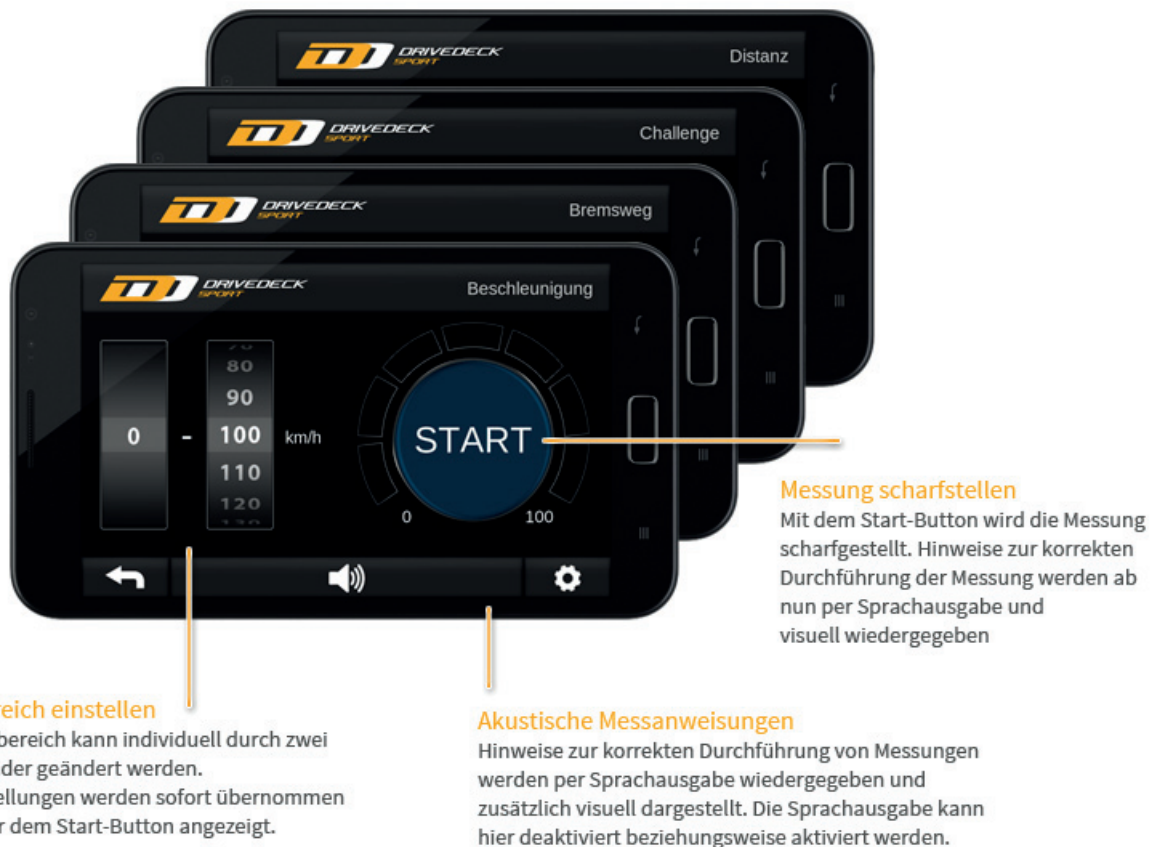 DRIVEDECK
SPORT
Distanz
DRIVEDECK
SPORT
Challenge
DRIVEDECK
SPORT
Bremsweg
DRIVEDECK
SPORT
Beschleunigung
80
90
0 - 100 km/h
110
120
START
0 100
Messung scharfstellen
Mit dem Start-Button wird die Messung
scharfgestellt. Hinweise zur korrekten
Durchführung der Messung werden ab
nun per Sprachausgabe und
visuell wiedergegeben
reich einstellen
bereich kann individuell durch zwei
der geändert werden.
ellungen werden sofort übernommen
r dem Start-Button angezeigt.
Akustische Messanweisungen
Hinweise zur korrekten Durchführung von Messungen
werden per Sprachausgabe wiedergegeben und
zusätzlich visuell dargestellt. Die Sprachausgabe kann
hier deaktiviert beziehungsweise aktiviert werden.